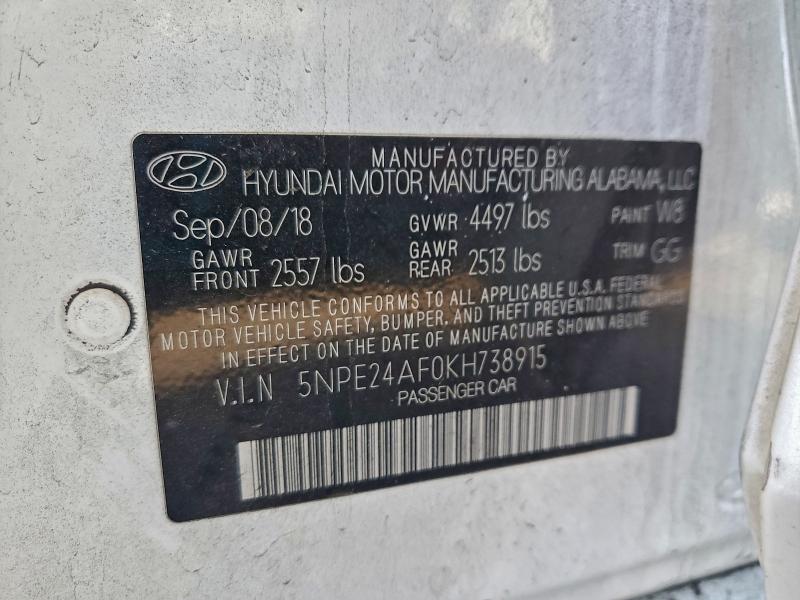 MANUFACTURED BY
HYUNDAI MOTOR MANUFACTURING ALABAMA, LLC
Sep/08/18 GVWR 4497 lbs PAINT W8
GAWR FRONT 2557 lbs GAWR REAR 2513 lbs TRIM GG
THIS VEHICLE CONFORMS TO ALL APPLICABLE U.S.A. FEDERAL
MOTOR VEHICLE SAFETY, BUMPER, AND THEFT PREVENTION STANDARDS
IN EFFECT ON THE DATE OF MANUFACTURE SHOWN ABOVE
V.I.N 5NPE24AF0KH738915
PASSENGER CAR